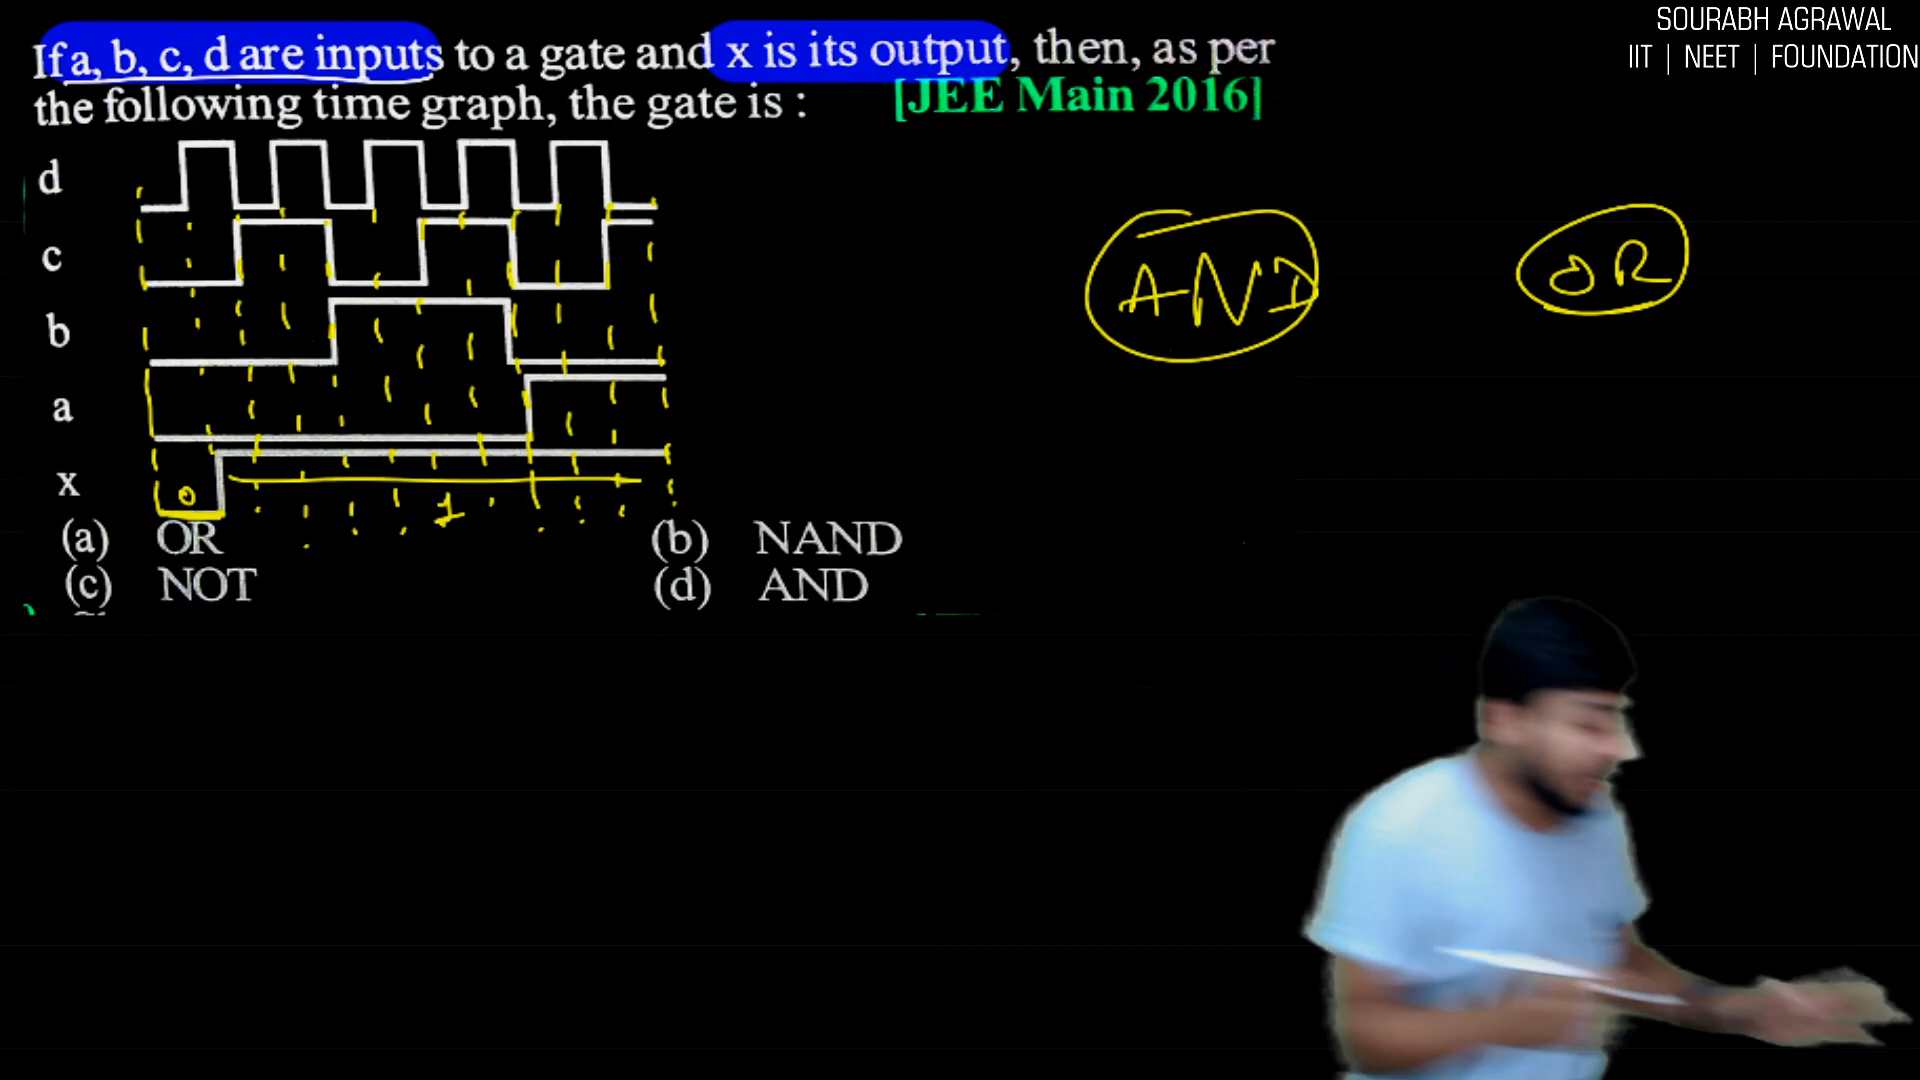 SOURABH AGRAWAL
IIT | NEET | FOUNDATION
If a, b, c, d are inputs to a gate and x is its output, then, as per
the following time graph, the gate is : [JEE Main 2016]
d
c
b
a
x
0
1
AND
OR
(a) OR (b) NAND
(c) NOT (d) AND